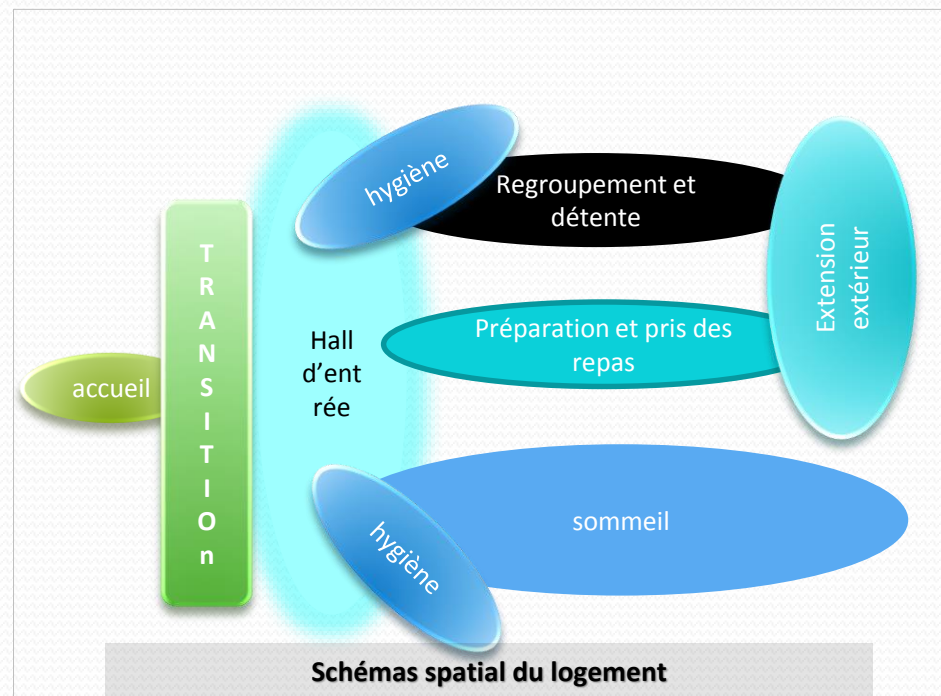 accueil
T
R
A
N
S
I
T
I
O
n
Hall
d'ent
rée
hygiène
Regroupement et
détente
Préparation et pris des
repas
Extension
extérieur
hygiène
sommeil
Schémas spatial du logement